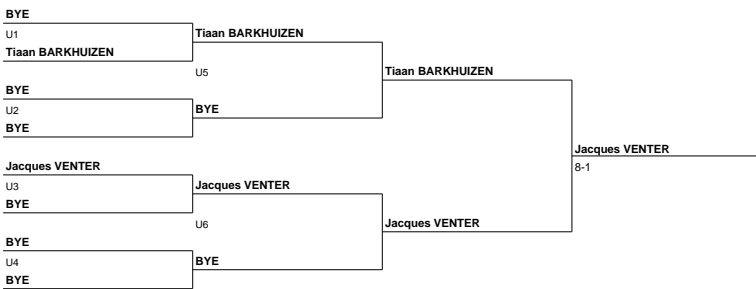 BYE
U1
Tiaan BARKHUIZEN
Tiaan BARKHUIZEN
U5
Tiaan BARKHUIZEN
BYE
U2
BYE
BYE
Jacques VENTER
8-1
Jacques VENTER
U3
BYE
Jacques VENTER
U6
Jacques VENTER
BYE
U4
BYE
BYE